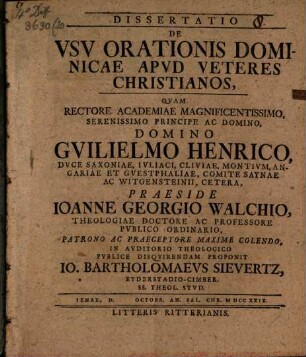 DISSERTATIO
DE
VSV ORATIONIS DOMI-
NICAE APVD VETERES
CHRISTIANOS,
QVAM
RECTORE ACADEMIAE MAGNIFICENTISSIMO,
SERENISSIMO PRINCIPE AC DOMINO,
DOMINO
GVILIELMO HENRICO,
DVCE SAXONIAE, IVLIACI, CLIVIAE, MONTIVM, AN-
GARIAE ET GVESTPHALIAE, COMITE SAYNAE
AC WITGENSTEINII, CETERA,
PRAESIDE
IOANNE GEORGIO WALCHIO,
THEOLOGIAE DOCTORE AC PROFESSORE
PVBLICO ORDINARIO,
PATRONO AC PRAECEPTORE MAXIME COLENDO,
IN AVDITORIO THEOLOGICO
PVBLICE DISQVIRENDAM PROPONIT
IO. BARTHOLOMAEVS SIEVERTZ,
EYDERSTADIO-CIMBER.
SS. THEOL. STVD.
IENAE, D. OCTOBR. AN. SAL. CHR. M DCC XXIX.
LITTERIS RITTERIANIS.